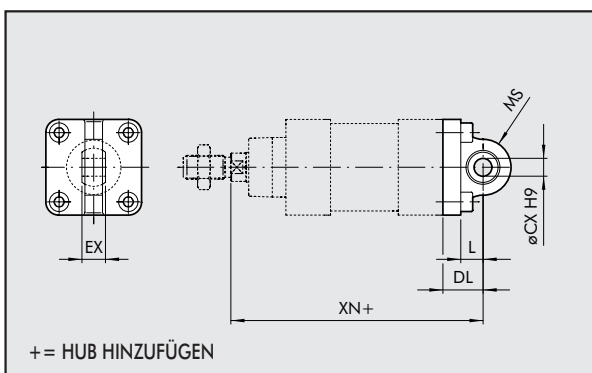 MS
EX
L
DL
øCX H9
XN+
+= HUB HINZUFÜGEN